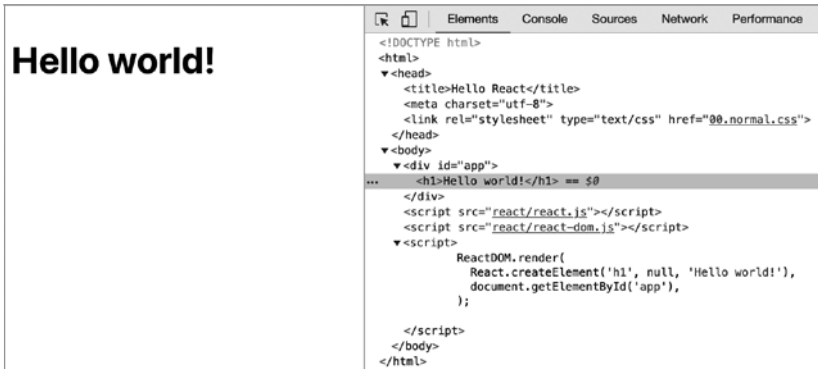 Hello world!
Elements Console Sources Network Performance
<!DOCTYPE html>
<html>
▼<head>
<title>Hello React</title>
<meta charset="utf-8">
<link rel="stylesheet" type="text/css" href="00.normal.css">
</head>
▼<body>
▼<div id="app">
... <h1>Hello world!</h1> == $0
</div>
<script src="react/react.js"></script>
<script src="react/react-dom.js"></script>
▼<script>
ReactDOM.render(
React.createElement('h1', null, 'Hello world!'),
document.getElementById('app'),
);
</script>
</body>
</html>